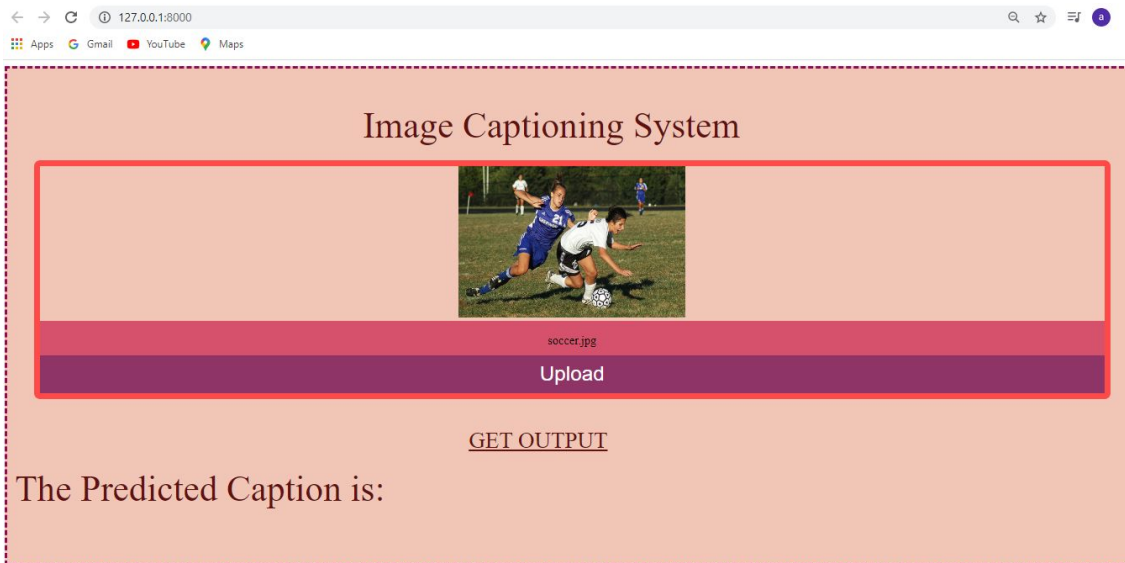 127.0.0.1:8000
a
Apps Gmail YouTube Maps
Image Captioning System
21
soccer.jpg
Upload
GET OUTPUT
The Predicted Caption is: